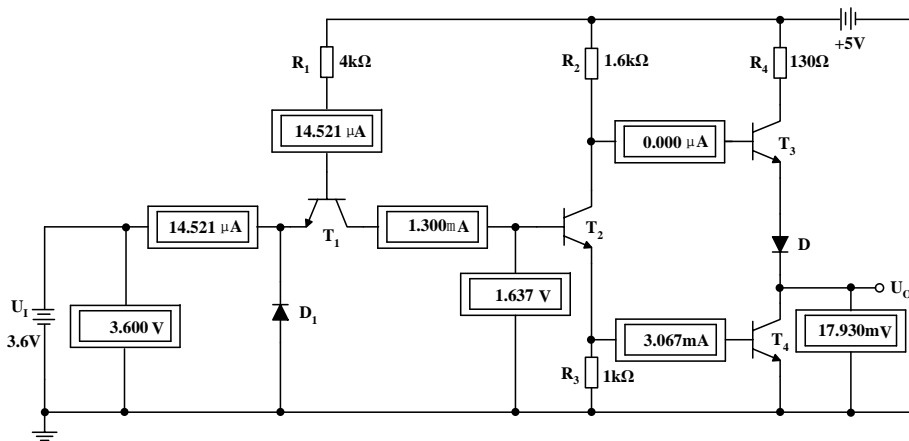 +5V
R1 4kΩ
R2 1.6kΩ
R4 130Ω
14.521 μA
0.000 μA
T3
14.521 μA
T1
1.300mA
T2
D
UI
3.6V
3.600 V
D1
1.637 V
UO
3.067mA
T4
17.930mV
R3 1kΩ